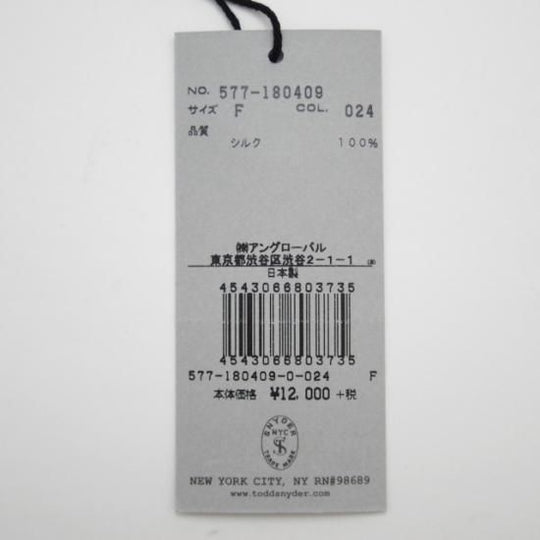 NO. 577-180409
サイズ F COL. 024
品質
シルク 100%
㈱アングローバル
東京都渋谷区渋谷2-1-1
日本製
4543066803735
4543066803735
577-180409-0-024 F
本体価格 ¥12,000 +税
SNYDER
NYC
TRADE MARK
NEW YORK CITY, NY RN#98689
www.toddsnyder.com